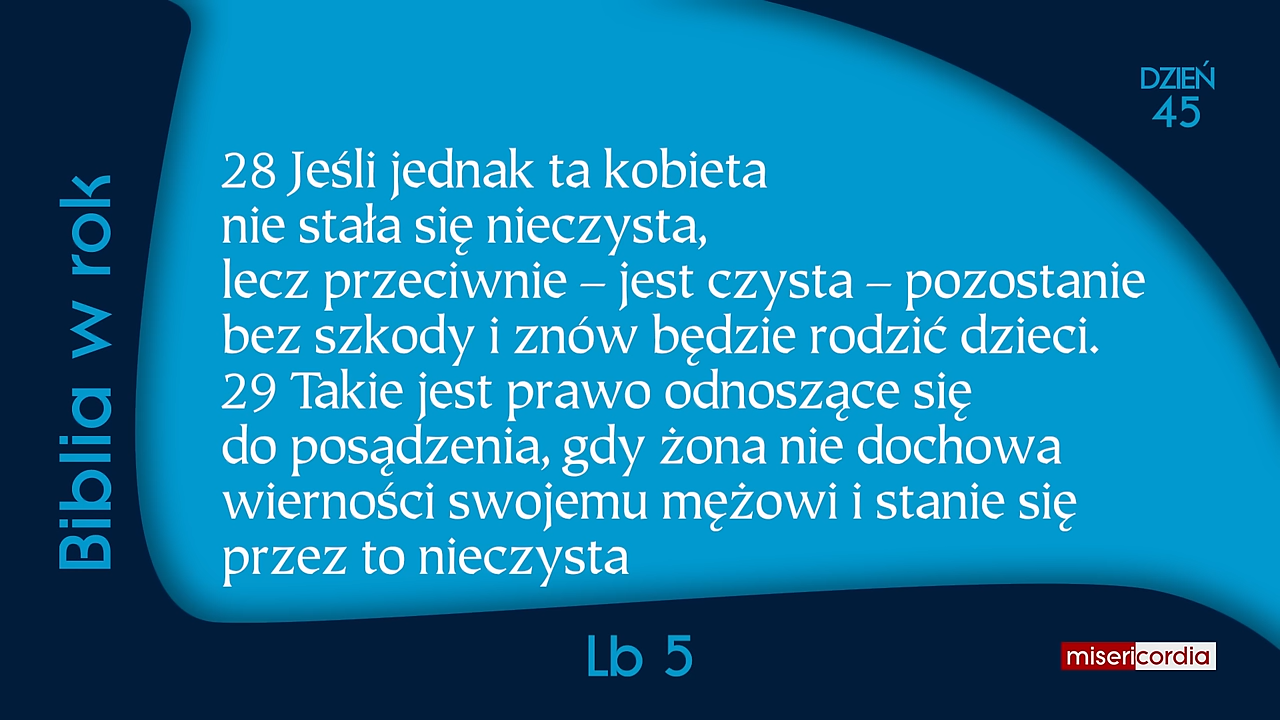 DZIEŃ
45
Biblia w rok
28 Jeśli jednak ta kobieta
nie stała się nieczysta,
lecz przeciwnie – jest czysta – pozostanie
bez szkody i znów będzie rodzić dzieci.
29 Takie jest prawo odnoszące się
do posądzenia, gdy żona nie dochowa
wierności swojemu mężowi i stanie się
przez to nieczysta
Lb 5
misericordia